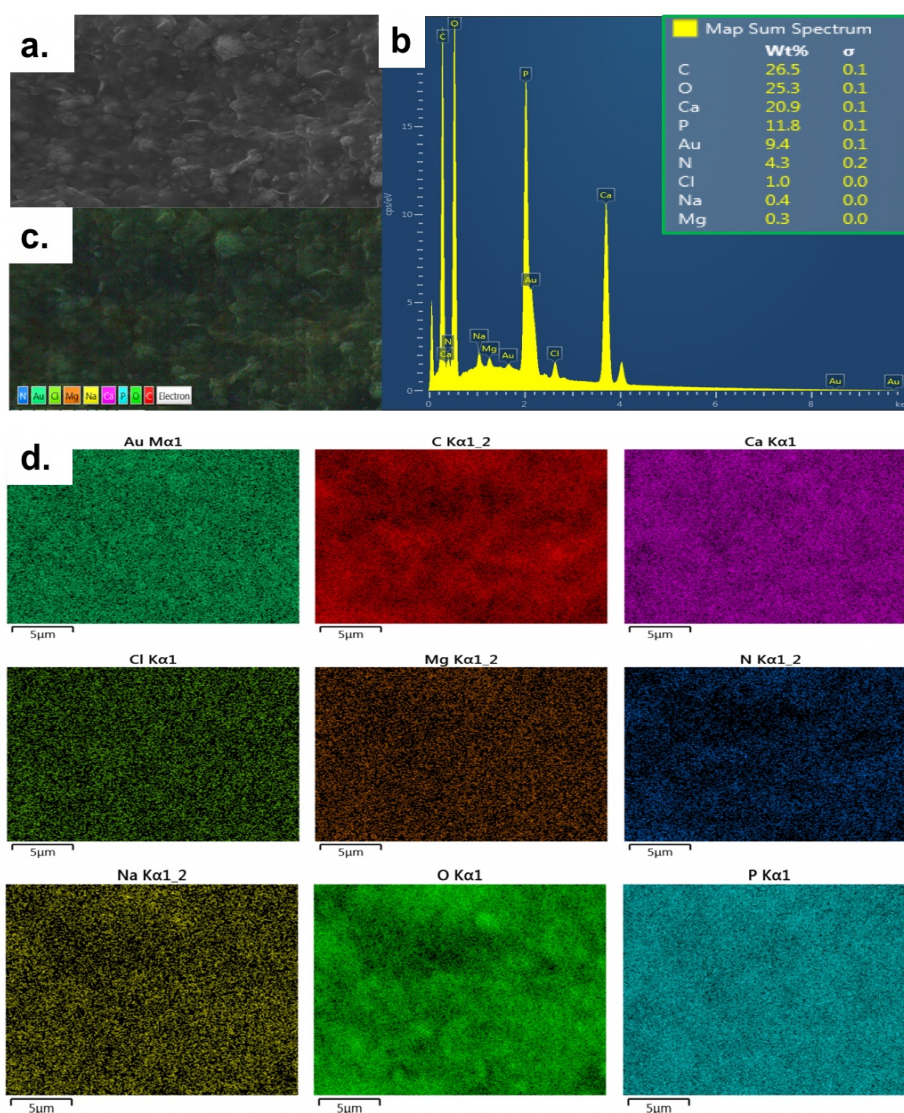 a.
b
c.
d.
C
O
P
Ca
Au
N
Ca
Na
Mg
Au
Cl
Au
Au
cps/eV
15
10
5
0
0
2
4
6
8
Map Sum Spectrum
Wt% σ
C 26.5 0.1
O 25.3 0.1
Ca 20.9 0.1
P 11.8 0.1
Au 9.4 0.1
N 4.3 0.2
Cl 1.0 0.0
Na 0.4 0.0
Mg 0.3 0.0
N Au Cl Mg Na Ca P O C Electron
Au Mα1
C Kα1_2
Ca Kα1
5μm
5μm
5μm
Cl Kα1
Mg Kα1_2
N Kα1_2
5μm
5μm
5μm
Na Kα1_2
O Kα1
P Kα1
5μm
5μm
5μm